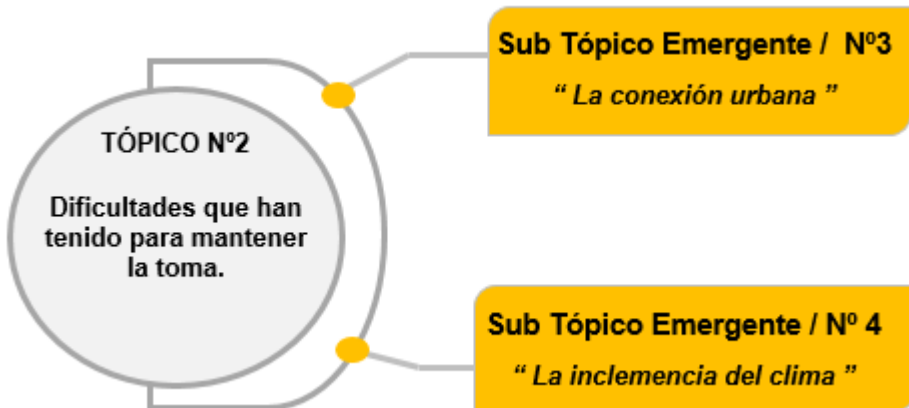 TÓPICO Nº2
Dificultades que han
tenido para mantener
la toma.
Sub Tópico Emergente / Nº3
“ La conexión urbana ”
Sub Tópico Emergente / Nº 4
“ La inclemencia del clima ”